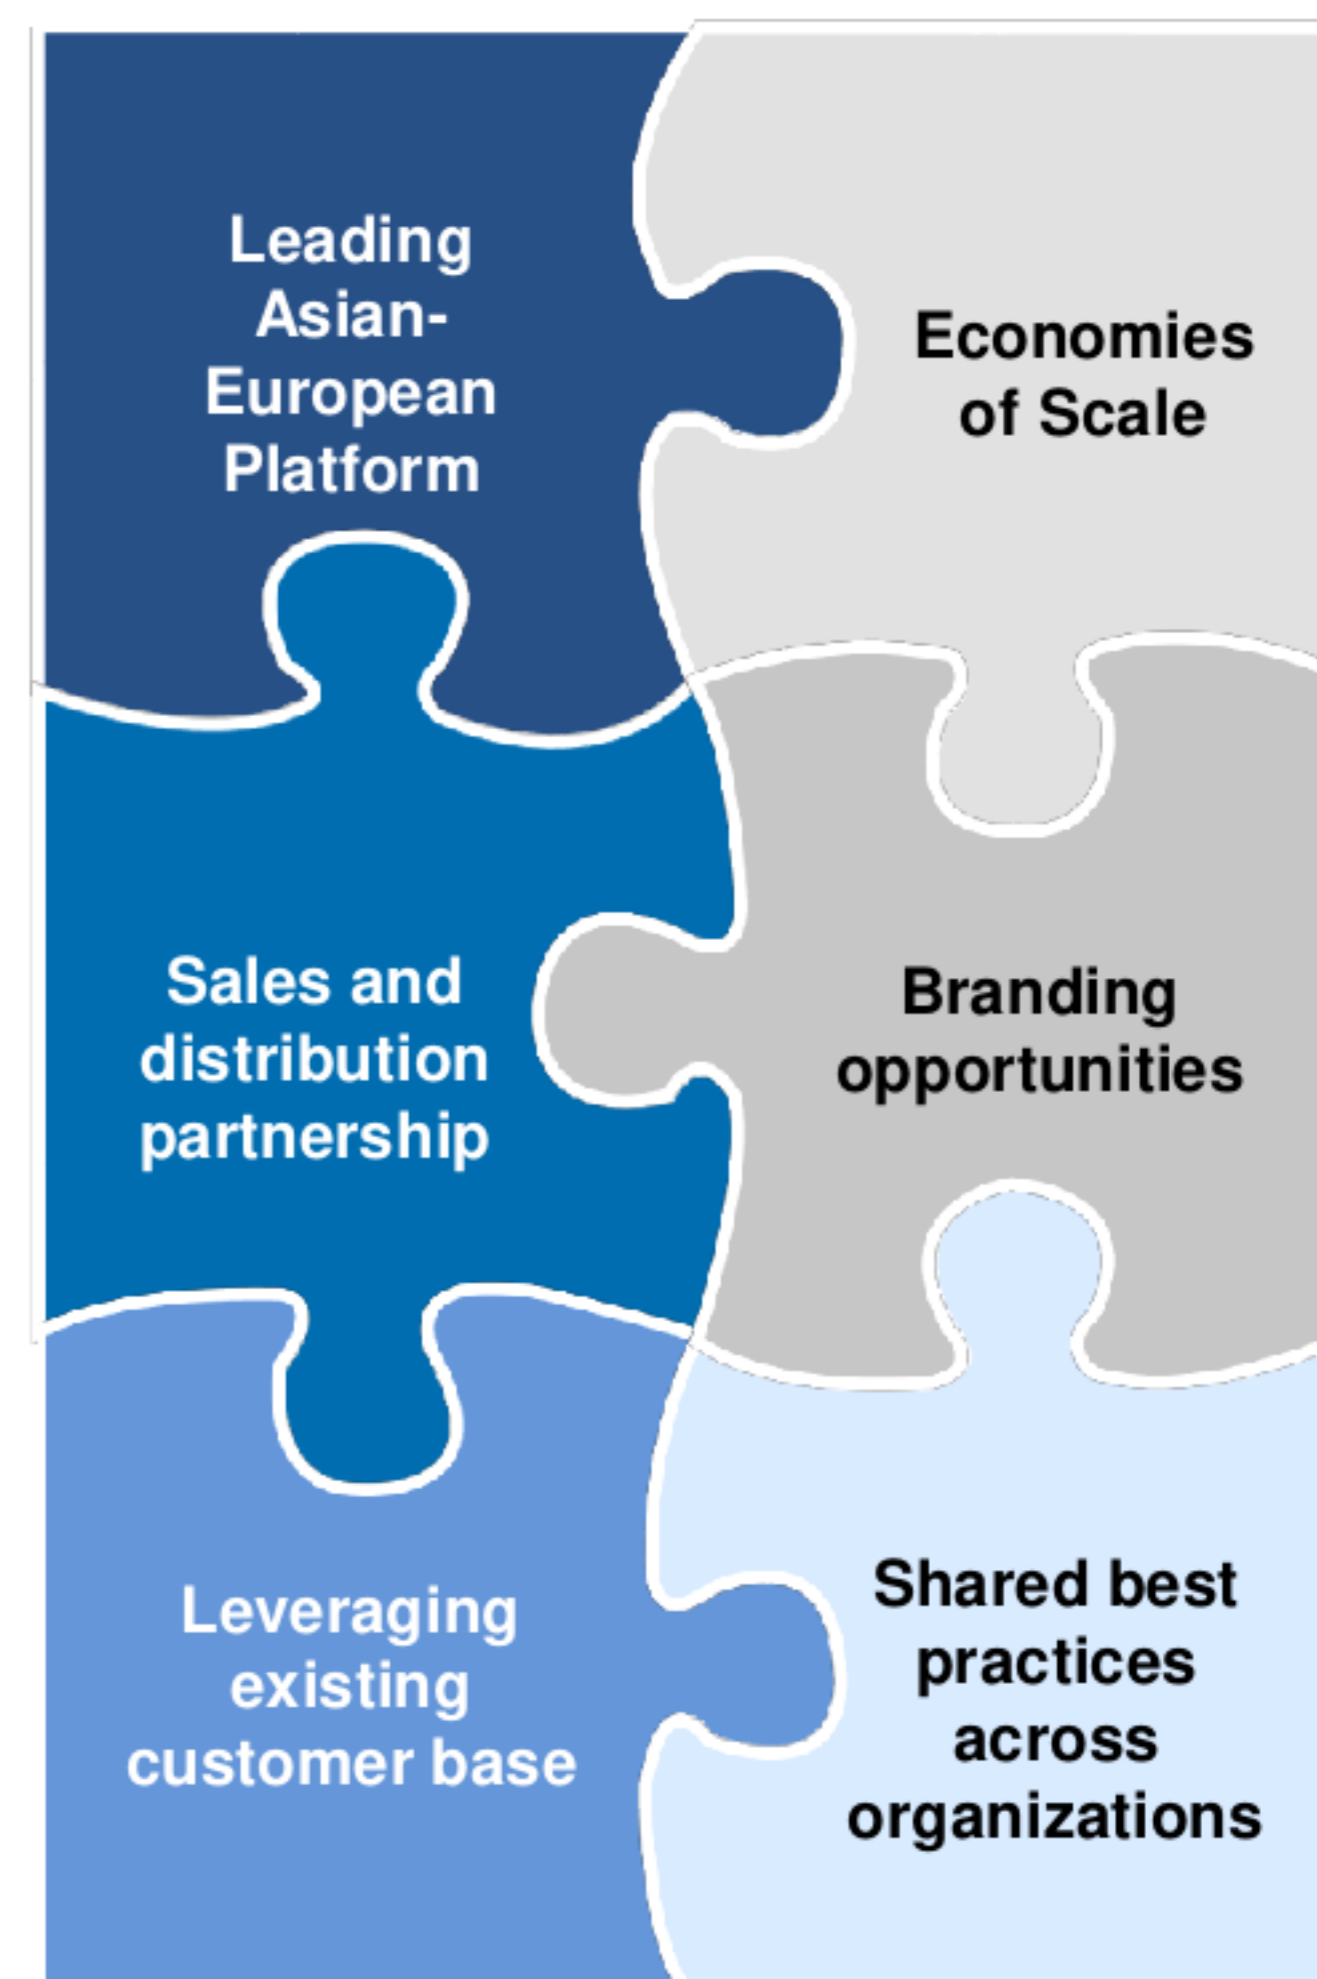 Leading
Asian-
European
Platform
Economies
of Scale
Sales and
distribution
partnership
Branding
opportunities
Leveraging
existing
customer base
Shared best
practices
across
organizations